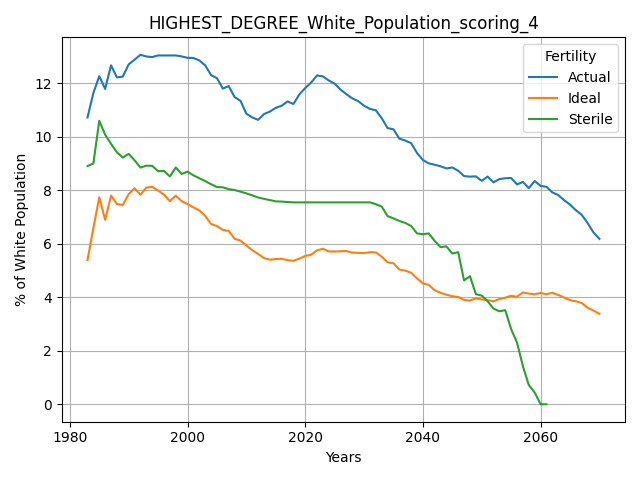 HIGHEST_DEGREE_White_Population_scoring_4
Fertility
Actual
Ideal
Sterile
% of White Population
12
10
8
6
4
2
0
1980
2000
2020
2040
2060
Years